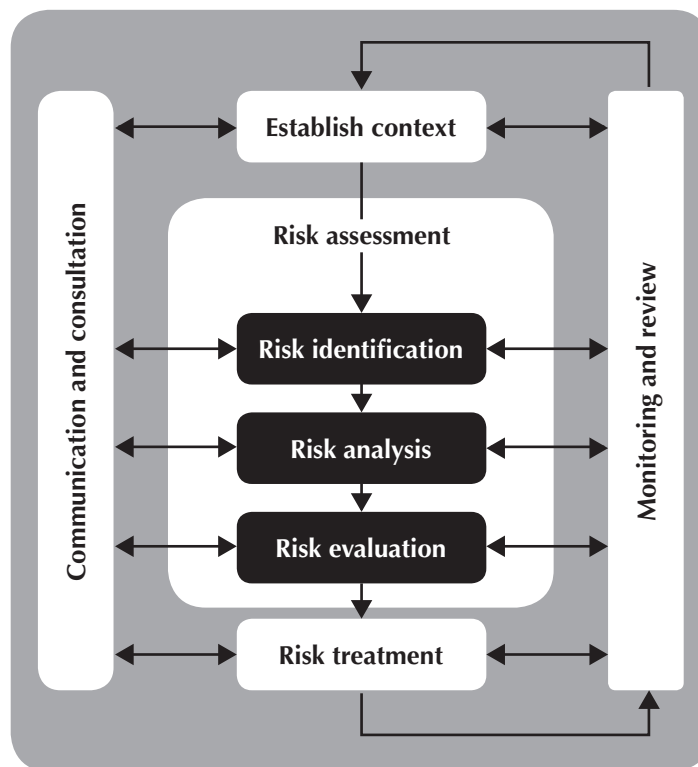 Establish context
Communication and consultation
Risk assessment
Monitoring and review
Risk identification
Risk analysis
Risk evaluation
Risk treatment